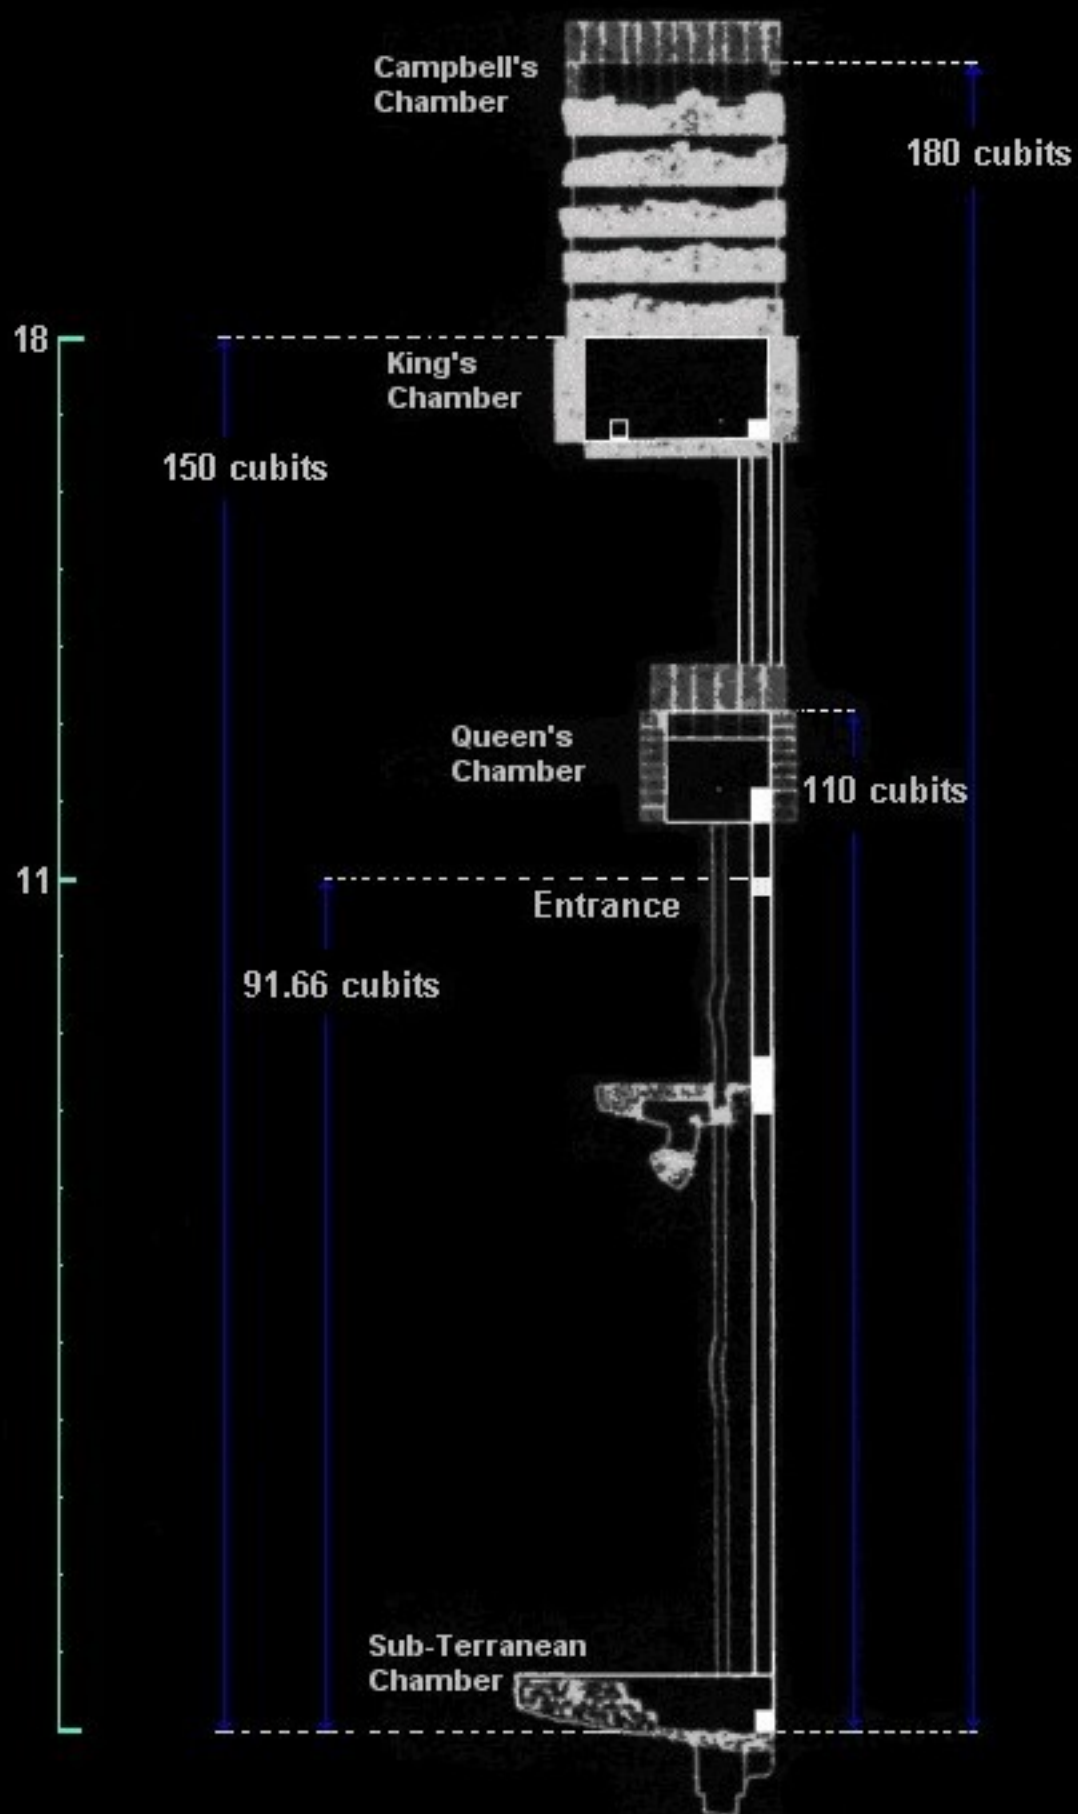 Campbell's
Chamber
180 cubits
18
King's
Chamber
150 cubits
Queen's
Chamber
110 cubits
11
Entrance
91.66 cubits
Sub-Terranean
Chamber